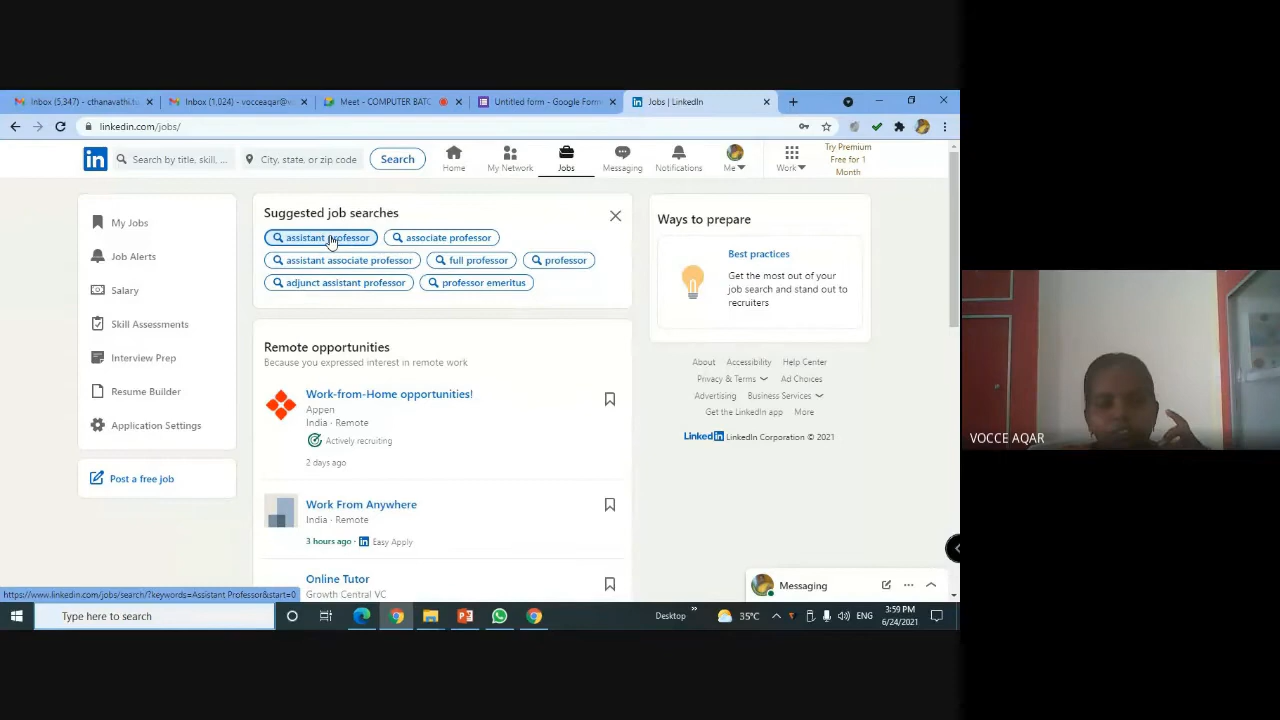 Inbox (5,347) - cthanavathi.t
Inbox (1,024) - vocceaqar@
Meet - COMPUTER BATC
Untitled form - Google Form
Jobs | LinkedIn
linkedin.com/jobs/
in
Search by title, skill, ...
City, state, or zip code
Search
Home
My Network
Jobs
Messaging
Notifications
Me
Work
Try Premium
Free for 1
Month
My Jobs
Job Alerts
Salary
Skill Assessments
Interview Prep
Resume Builder
Application Settings
Post a free job
Suggested job searches
assistant professor
associate professor
assistant associate professor
full professor
professor
adjunct assistant professor
professor emeritus
Remote opportunities
Because you expressed interest in remote work
Work-from-Home opportunities!
Appen
India · Remote
Actively recruiting
2 days ago
Work From Anywhere
India · Remote
3 hours ago · in Easy Apply
Online Tutor
Growth Central VC
Ways to prepare
Best practices
Get the most out of your
job search and stand out to
recruiters
About Accessibility Help Center
Privacy & Terms Ad Choices
Advertising Business Services
Get the LinkedIn app More
Linked in LinkedIn Corporation © 2021
Messaging
https://www.linkedin.com/jobs/search/?keywords=Assistant Professor&start=0
Type here to search
Desktop
35°C
ENG
3:59 PM
6/24/2021
VOCCE AQAR